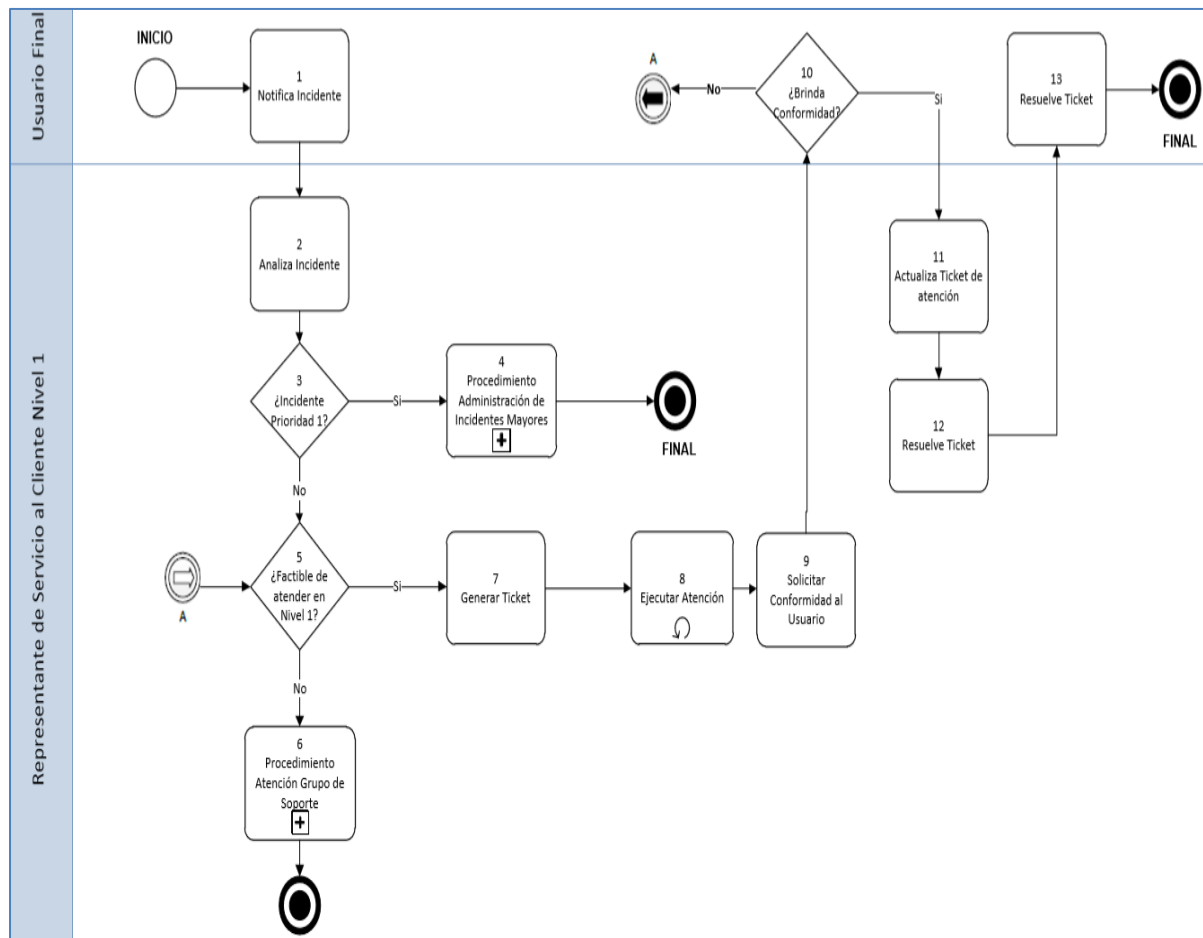 Usuario Final
INICIO
1
Notifica Incidente
A
10
¿Brinda
Conformidad?
No
Si
13
Resuelve Ticket
FINAL
Representante de Servicio al Cliente Nivel 1
2
Analiza Incidente
3
¿Incidente
Prioridad 1?
Si
4
Procedimiento
Administración de
Incidentes Mayores
FINAL
No
A
5
¿Factible de
atender en
Nivel 1?
Si
7
Generar Ticket
8
Ejecutar Atención
9
Solicitar
Conformidad al
Usuario
11
Actualiza Ticket de
atención
12
Resuelve Ticket
No
6
Procedimiento
Atención Grupo de
Soporte